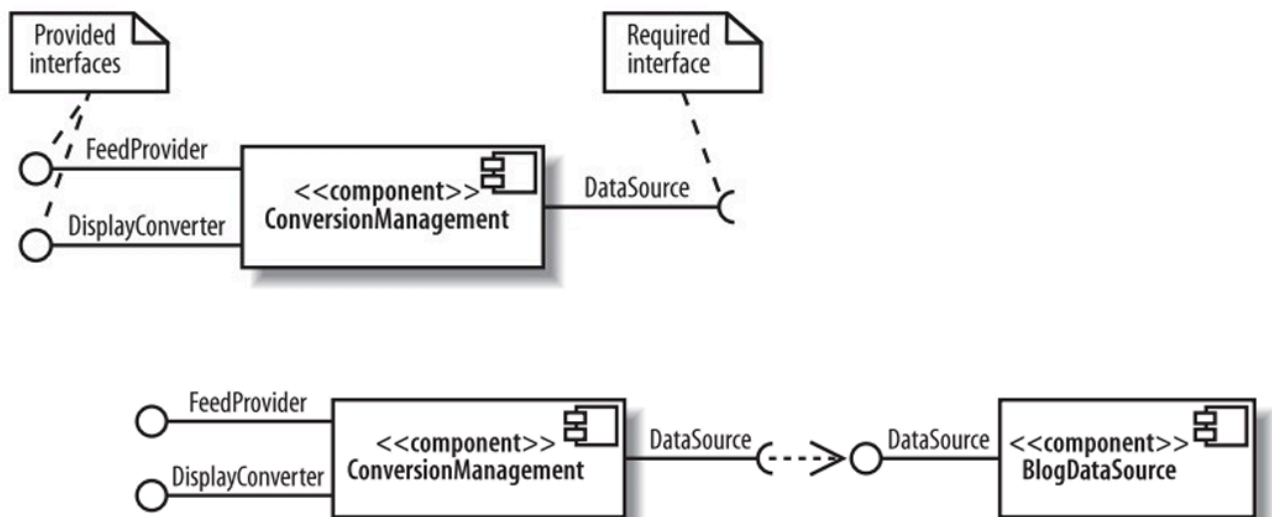 Provided
interfaces
Required
interface
FeedProvider
<<component>>
ConversionManagement
DataSource
DisplayConverter
FeedProvider
<<component>>
ConversionManagement
DataSource
DataSource
<<component>>
BlogDataSource
DisplayConverter